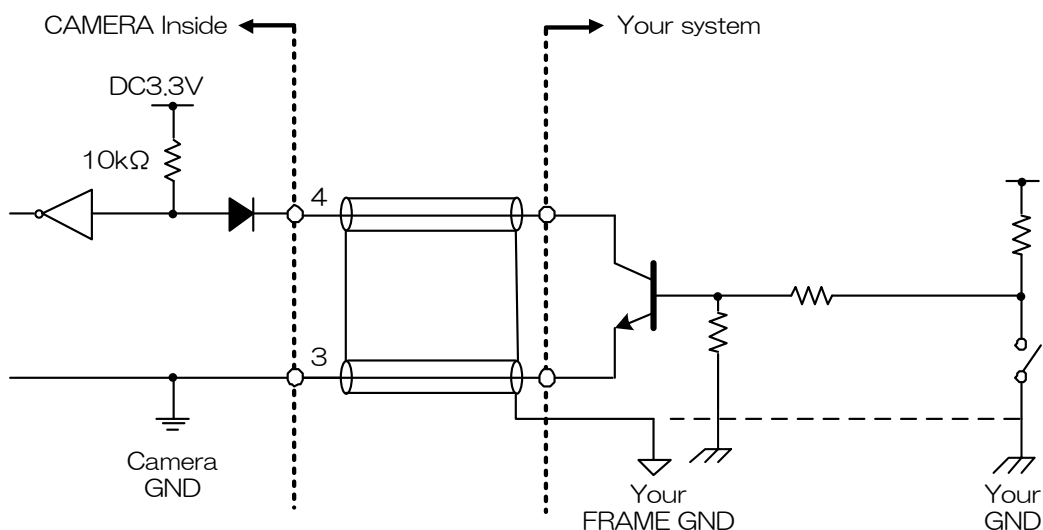 CAMERA Inside
Your system
DC3.3V
10kΩ
4
3
Camera
GND
Your
FRAME GND
Your
GND